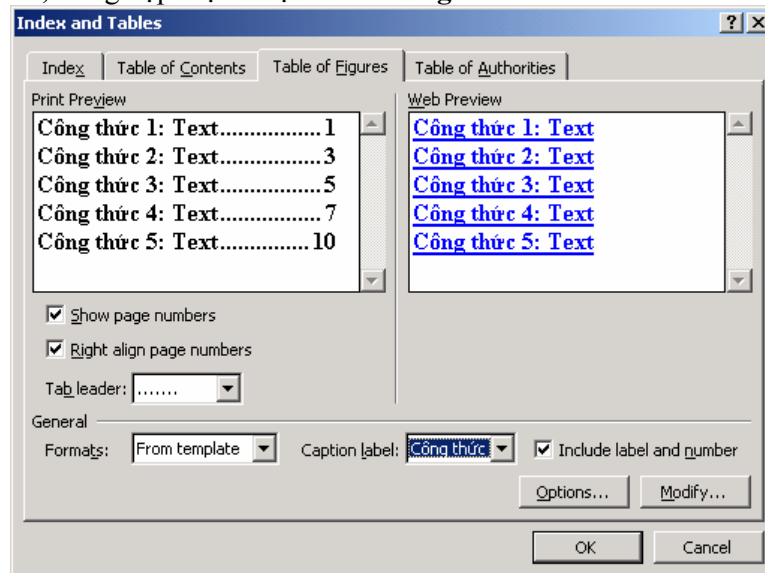 Index and Tables
Index Table of Contents Table of Figures Table of Authorities
Print Preview
Công thức 1: Text................1
Công thức 2: Text................3
Công thức 3: Text................5
Công thức 4: Text................7
Công thức 5: Text...............10
Web Preview
Công thức 1: Text
Công thức 2: Text
Công thức 3: Text
Công thức 4: Text
Công thức 5: Text
Show page numbers
Right align page numbers
Tab leader: .......
General
Formats: From template Caption label: Công thức Include label and number
Options... Modify...
OK Cancel